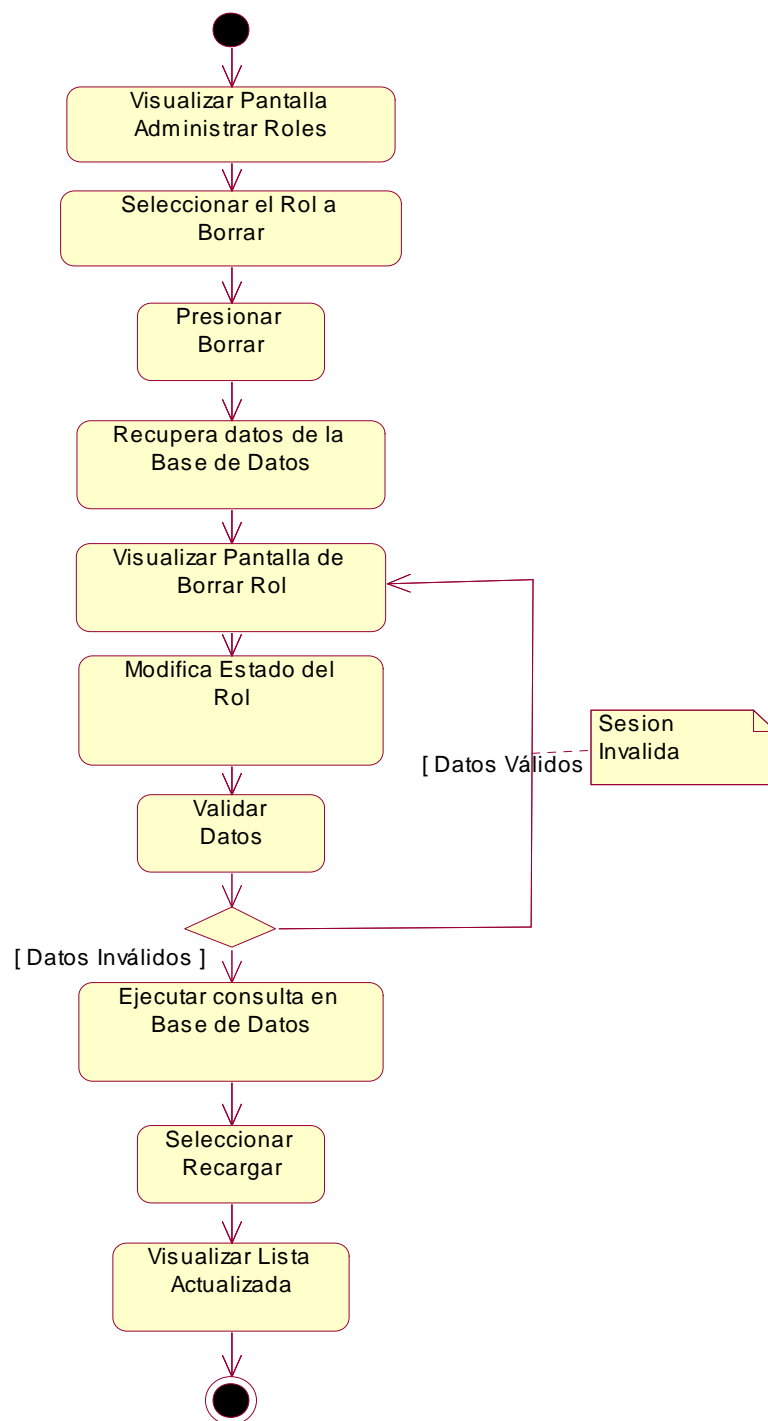 Visualizar Pantalla
Administrar Roles
Seleccionar el Rol a
Borrar
Presionar
Borrar
Recupera datos de la
Base de Datos
Visualizar Pantalla de
Borrar Rol
Modifica Estado del
Rol
Sesion
Invalida
[ Datos Válidos
Validar
Datos
[ Datos Inválidos ]
Ejecutar consulta en
Base de Datos
Seleccionar
Recargar
Visualizar Lista
Actualizada